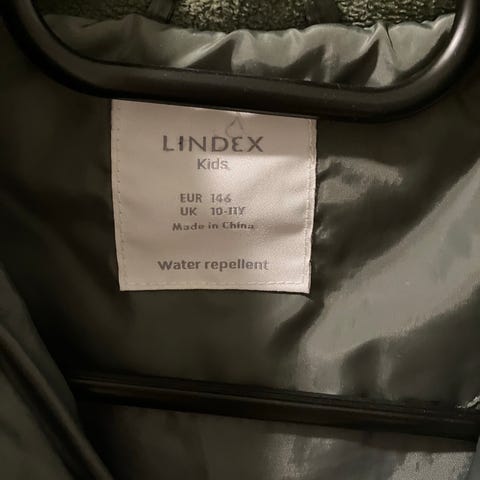 LINDEX
Kids
EUR 146
UK 10-11Y
Made in China
Water repellent